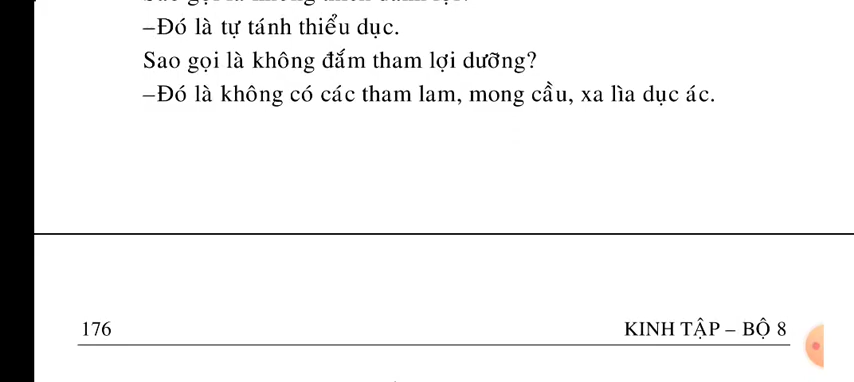 –Đó là tự tánh thiểu dục.
Sao gọi là không đắm tham lợi dưỡng?
–Đó là không có các tham lam, mong cầu, xa lìa dục ác.
176
KINH TẬP – BỘ 8